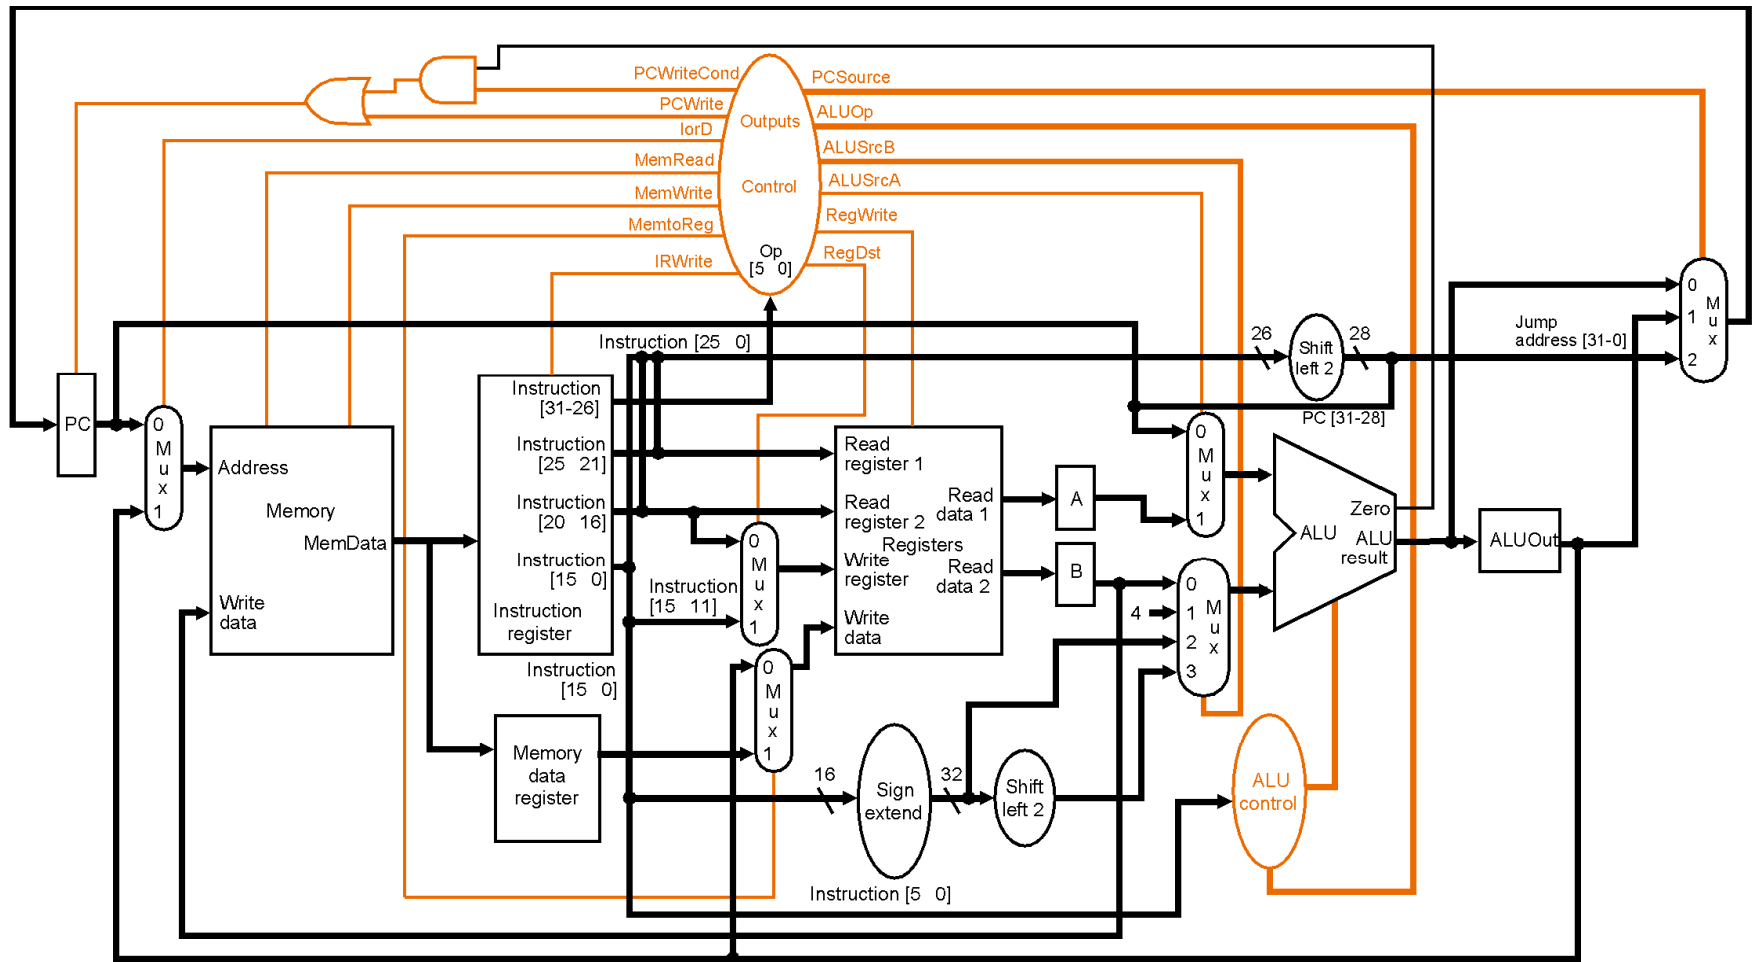 PCWriteCond
PCSource
PCWrite
ALUOp
Outputs
IorD
ALUSrcB
MemRead
ALUSrcA
Control
MemWrite
RegWrite
MemtoReg
RegDst
IRWrite
Op
[5 0]
0
M
u
x
1
2
Jump
address [31-0]
26
28
Shift
left 2
Instruction [25 0]
PC [31-28]
PC
0
M
u
x
1
Address
Memory
MemData
Write
data
Instruction
[31-26]
Instruction
[25 21]
Instruction
[20 16]
Instruction
[15 0]
Instruction
register
Instruction
[15 0]
Instruction
[15 11]
0
M
u
x
1
0
M
u
x
1
Read
register 1
Read
register 2
Registers
Write
register
Write
data
Read
data 1
Read
data 2
A
B
0
M
u
x
1
0
4
1
2
3
M
u
x
Zero
ALU
ALU
result
ALUOut
Memory
data
register
16
Sign
extend
32
Shift
left 2
ALU
control
Instruction [5 0]